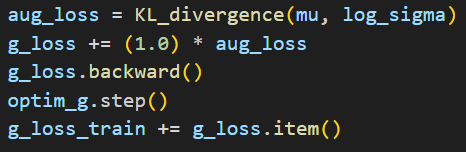 aug_loss = KL_divergence(mu, log_sigma)
g_loss += (1.0) * aug_loss
g_loss.backward()
optim_g.step()
g_loss_train += g_loss.item()